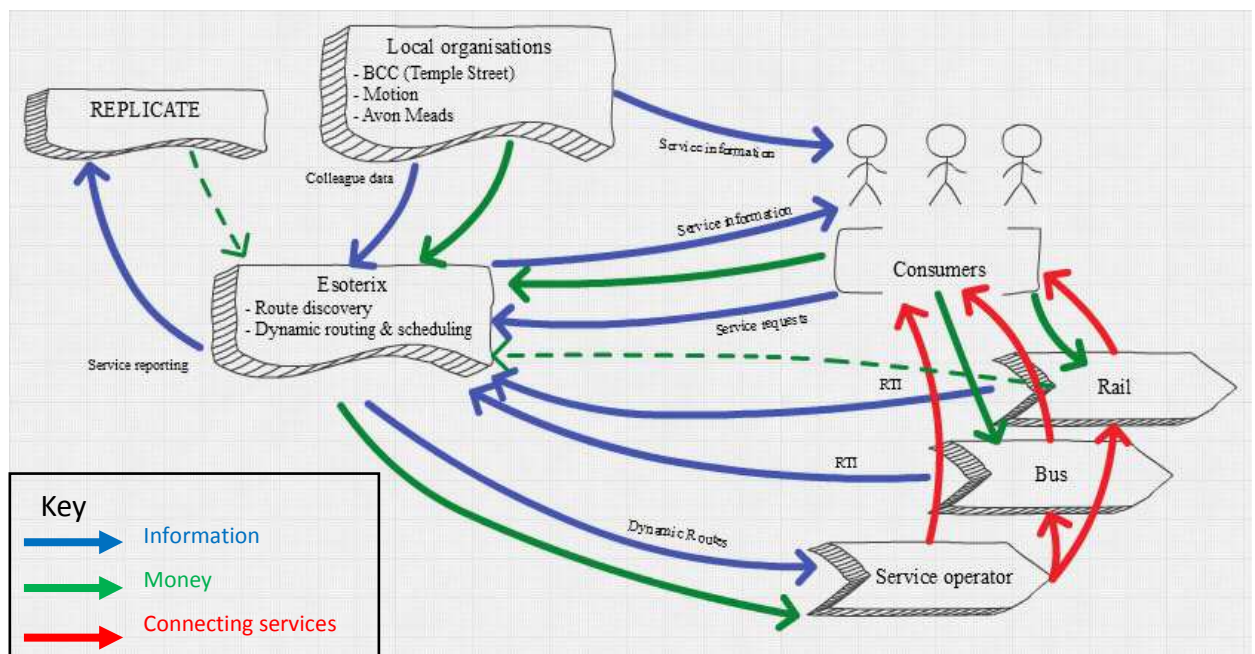 Local organisations
- BCC (Temple Street)
- Motion
- Avon Meads
REPLICATE
Service information
Colleague data
Service information
Consumers
Esoterix
- Route discovery
- Dynamic routing & scheduling
Service requests
Service reporting
RTI
Rail
RTI
Bus
Dynamic Routes
Service operator
Key
Information
Money
Connecting services